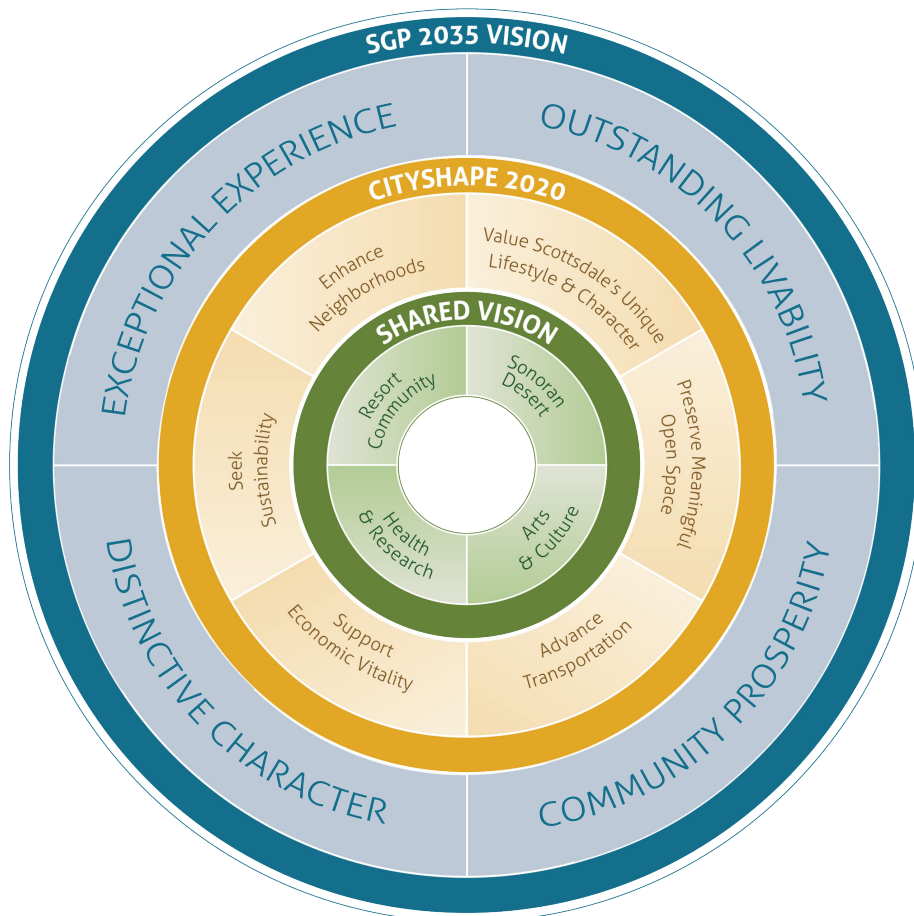 SGP 2035 VISION
EXCEPTIONAL EXPERIENCE
OUTSTANDING LIVABILITY
COMMUNITY PROSPERITY
DISTINCTIVE CHARACTER
CITYSHAPE 2020
Enhance
Neighborhoods
Value Scottsdale's Unique
Lifestyle & Character
Preserve Meaningful
Open Space
Advance
Transportation
Support
Economic Vitality
Seek
Sustainability
SHARED VISION
Resort
Community
Sonoran
Desert
Arts
& Culture
Health
& Research